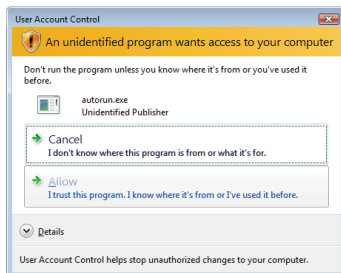 User Account Control
An unidentified program wants access to your computer
Don't run the program unless you know where it's from or you've used it
before.
autorun.exe
Unidentified Publisher
Cancel
I don't know where this program is from or what it's for.
Allow
I trust this program. I know where it's from or I've used it before.
Details
User Account Control helps stop unauthorized changes to your computer.